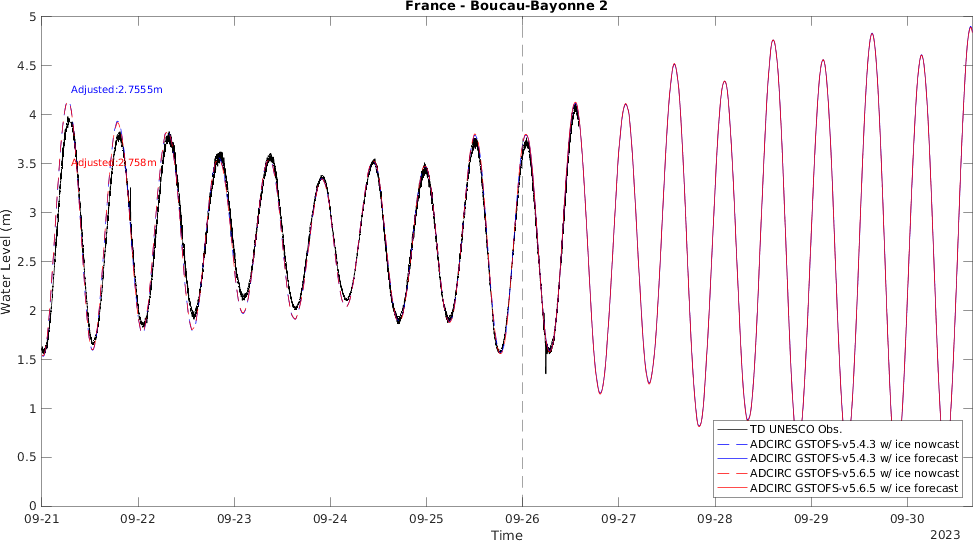 France - Boucau-Bayonne 2
5
4.5
4
3.5
3
2.5
2
1.5
1
0.5
0
Water Level (m)
Adjusted:2.7555m
Adjusted:2.758m
TD UNESCO Obs.
ADCIRC GSTOFS-v5.4.3 w/ ice nowcast
ADCIRC GSTOFS-v5.4.3 w/ ice forecast
ADCIRC GSTOFS-v5.6.5 w/ ice nowcast
ADCIRC GSTOFS-v5.6.5 w/ ice forecast
09-21 09-22 09-23 09-24 09-25 09-26 09-27 09-28 09-29 09-30
Time
2023